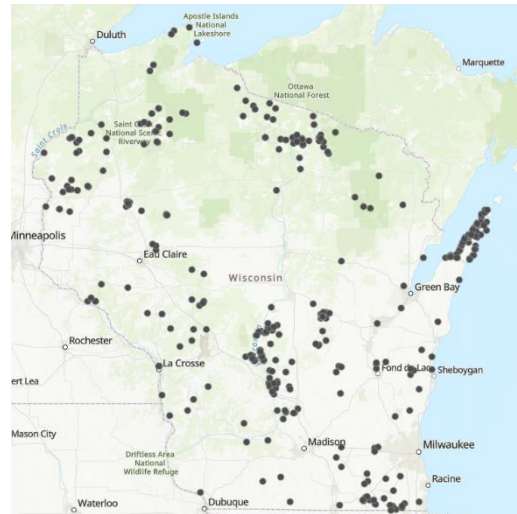 Apostle Islands
National
Lakeshore
Duluth
Marquette
Ottawa
National Forest
Saint Croix
National Scenic
Riverway
Minneapolis
Eau Claire
Wisconsin
Green Bay
Rochester
La Crosse
Fond du Lac
Sheboygan
ert Lea
Mason City
Madison
Milwaukee
Driftless Area
National
Wildlife Refuge
Racine
Waterloo
Dubuque